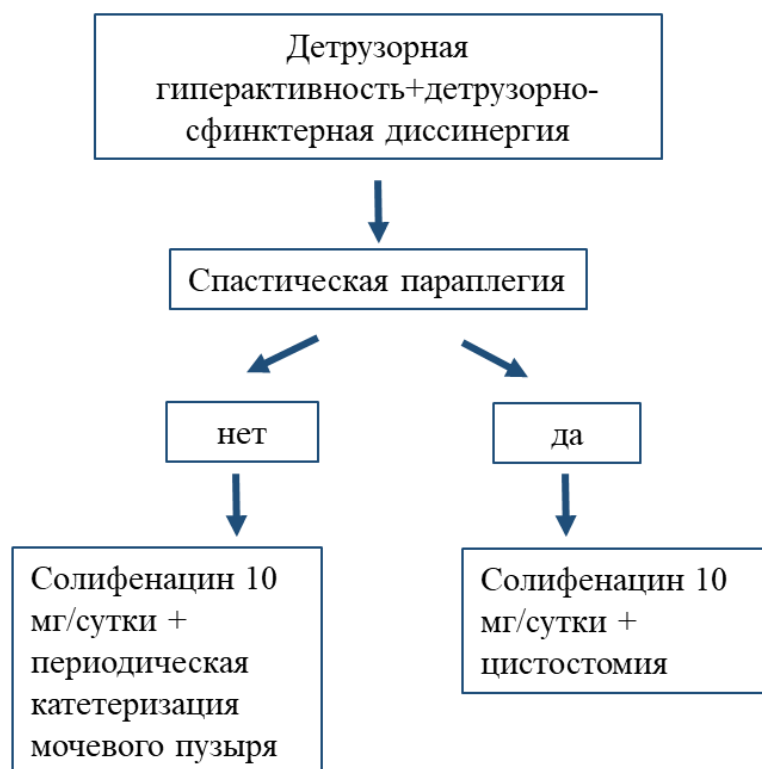 Детрузорная
гиперактивность+детрузорно-
сфинктерная диссинергия
Спастическая параплегия
нет
да
Солифенацин 10
мг/сутки +
периодическая
катетеризация
мочевого пузыря
Солифенацин 10
мг/сутки +
цистостомия